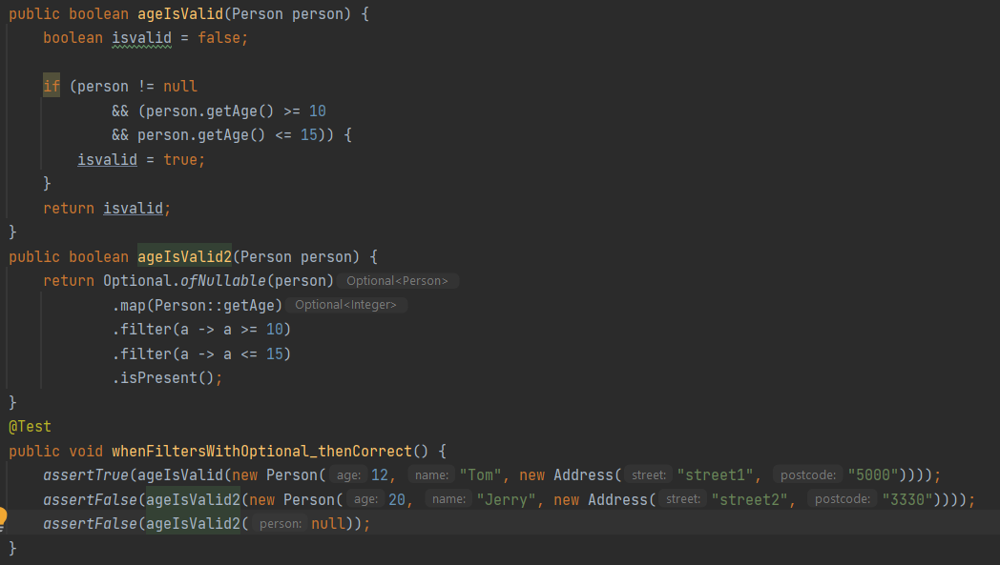 public boolean ageIsValid(Person person) {
    boolean isvalid = false;

    if (person != null
            && (person.getAge() >= 10
            && person.getAge() <= 15)) {
        isvalid = true;
    }
    return isvalid;
}
public boolean ageIsValid2(Person person) {
    return Optional.ofNullable(person) Optional<Person>
            .map(Person::getAge) Optional<Integer>
            .filter(a -> a >= 10)
            .filter(a -> a <= 15)
            .isPresent();
}
@Test
public void whenFiltersWithOptional_thenCorrect() {
    assertTrue(ageIsValid(new Person( age: 12, name: "Tom", new Address( street: "street1", postcode: "5000"))));
    assertFalse(ageIsValid2(new Person( age: 20, name: "Jerry", new Address( street: "street2", postcode: "3330"))));
    assertFalse(ageIsValid2( person: null));
}